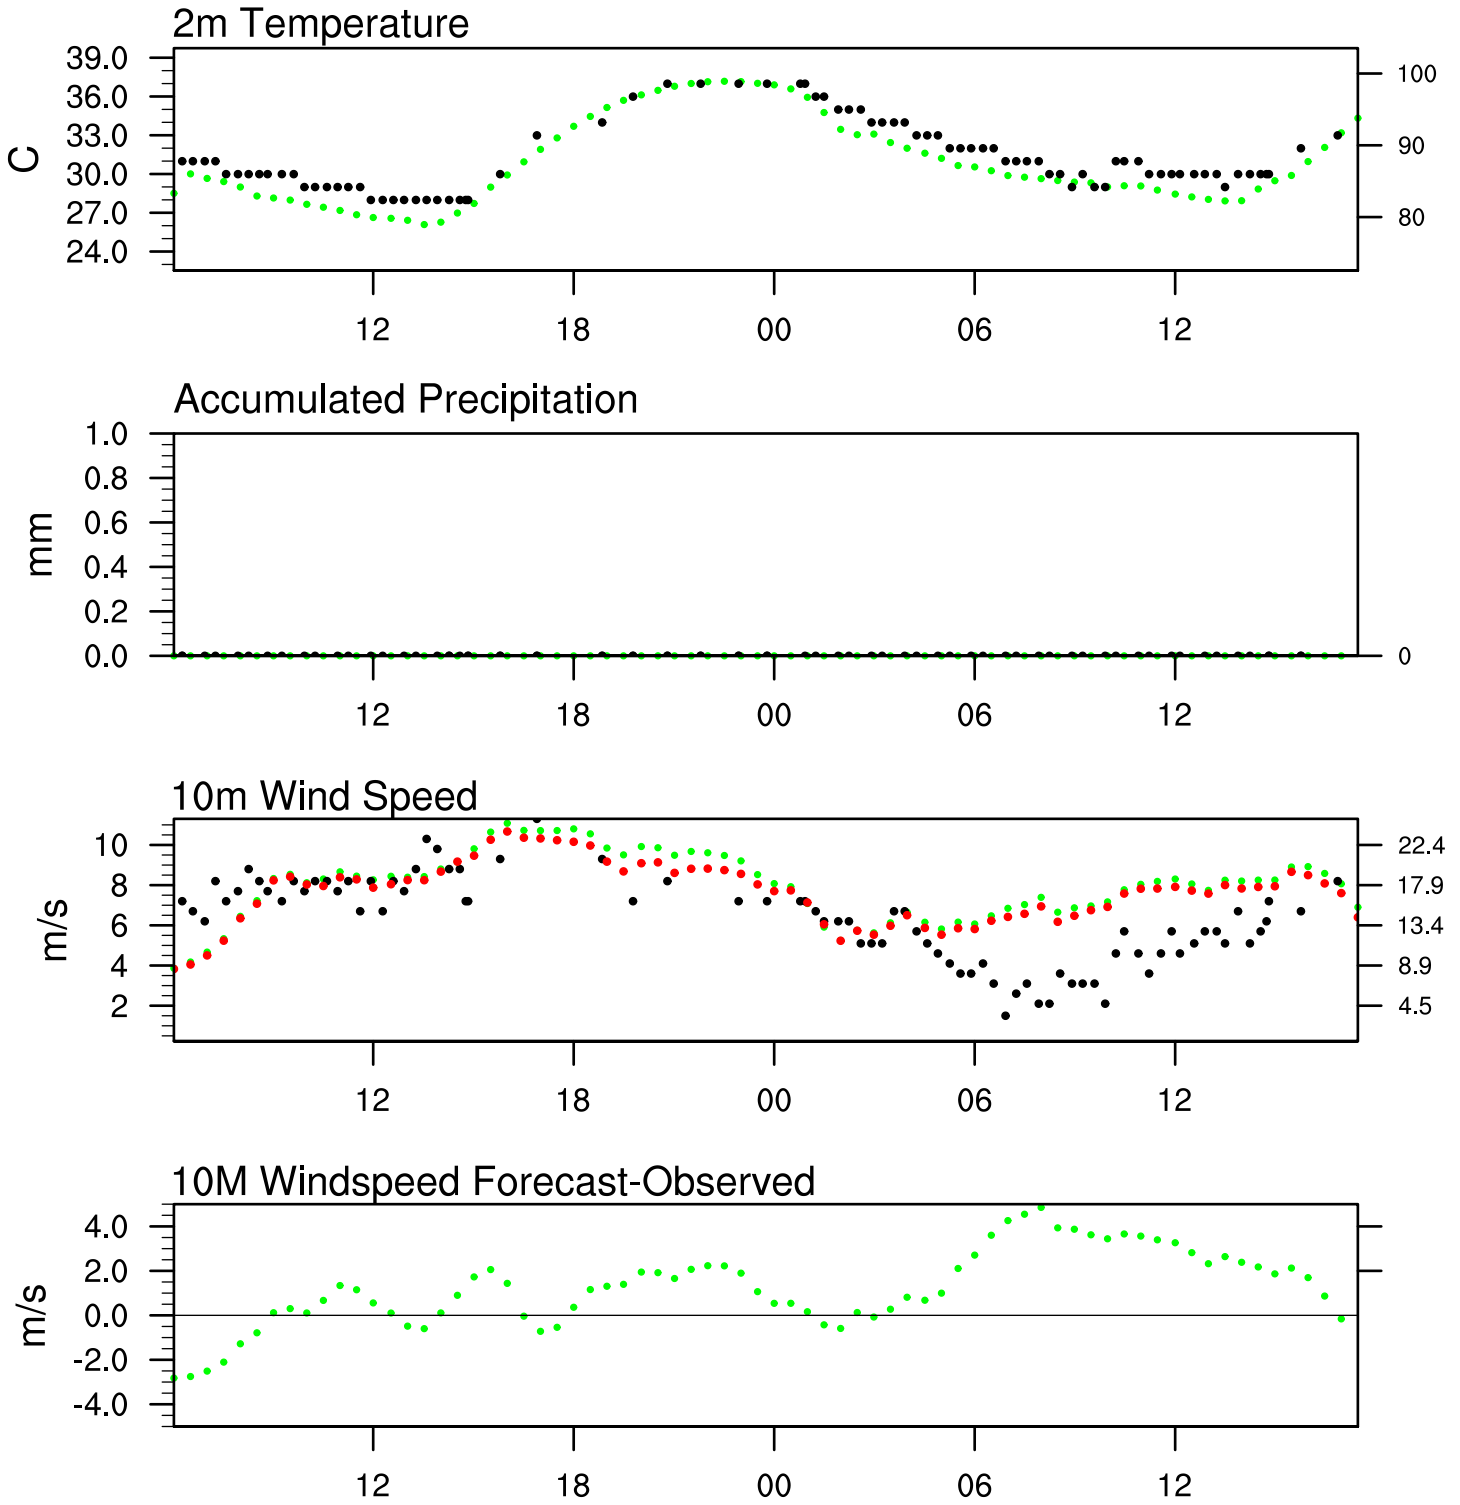 2m Temperature
39.0
36.0
33.0
30.0
27.0
24.0
C
100
90
80
12 18 00 06 12
Accumulated Precipitation
1.0
0.8
0.6
0.4
0.2
0.0
mm
0
12 18 00 06 12
10m Wind Speed
10
8
6
4
2
m/s
22.4
17.9
13.4
8.9
4.5
12 18 00 06 12
10M Windspeed Forecast-Observed
4.0
2.0
0.0
-2.0
-4.0
m/s
12 18 00 06 12